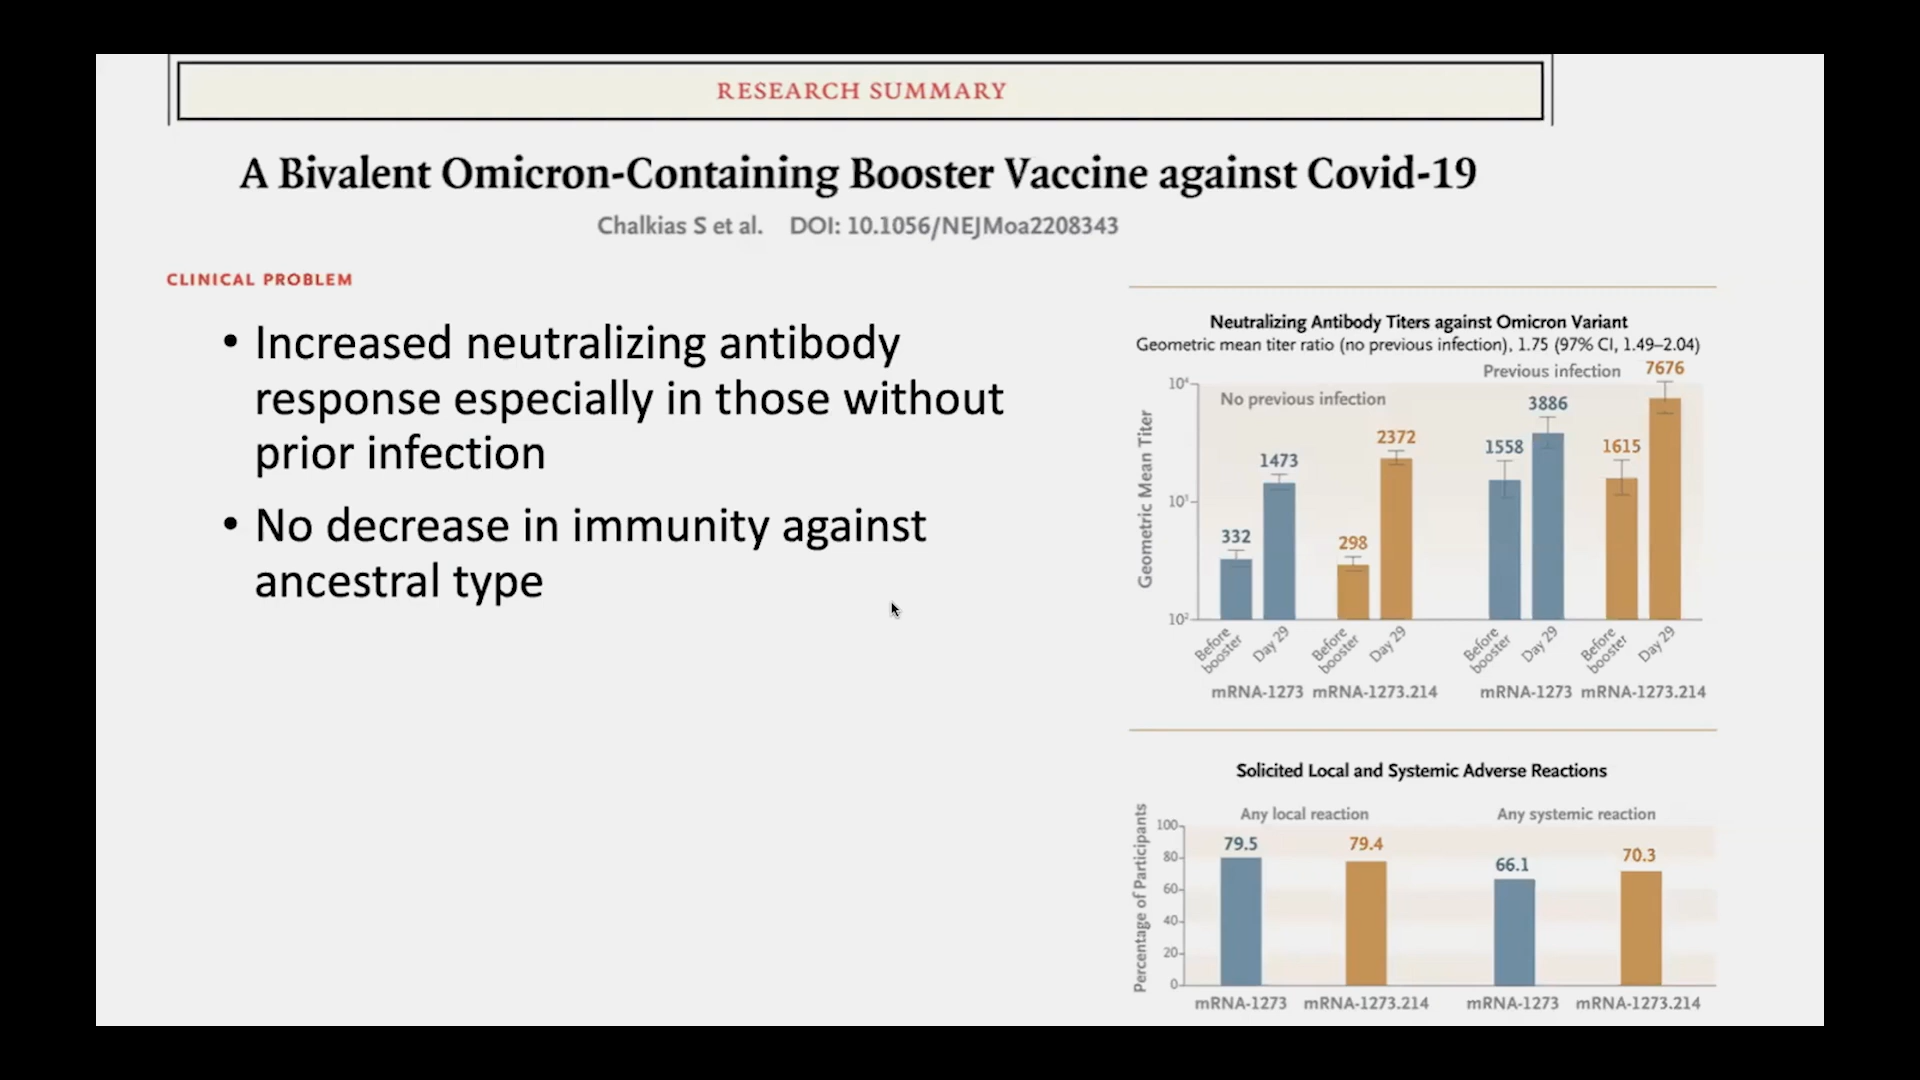 RESEARCH SUMMARY
A Bivalent Omicron-Containing Booster Vaccine against Covid-19
Chalkias S et al. DOI: 10.1056/NEJMoa2208343
CLINICAL PROBLEM
• Increased neutralizing antibody
response especially in those without
prior infection
• No decrease in immunity against
ancestral type
Neutralizing Antibody Titers against Omicron Variant
Geometric mean titer ratio (no previous infection), 1.75 (97% CI, 1.49–2.04)
Geometric Mean Titer
10⁴
10³
10²
No previous infection
Previous infection
332
1473
298
2372
1558
3886
1615
7676
Before
booster
Day 29
Before
booster
Day 29
Before
booster
Day 29
Before
booster
Day 29
mRNA-1273 mRNA-1273.214 mRNA-1273 mRNA-1273.214
Solicited Local and Systemic Adverse Reactions
Percentage of Participants
100
80
60
40
20
0
Any local reaction
Any systemic reaction
79.5
79.4
66.1
70.3
mRNA-1273 mRNA-1273.214 mRNA-1273 mRNA-1273.214